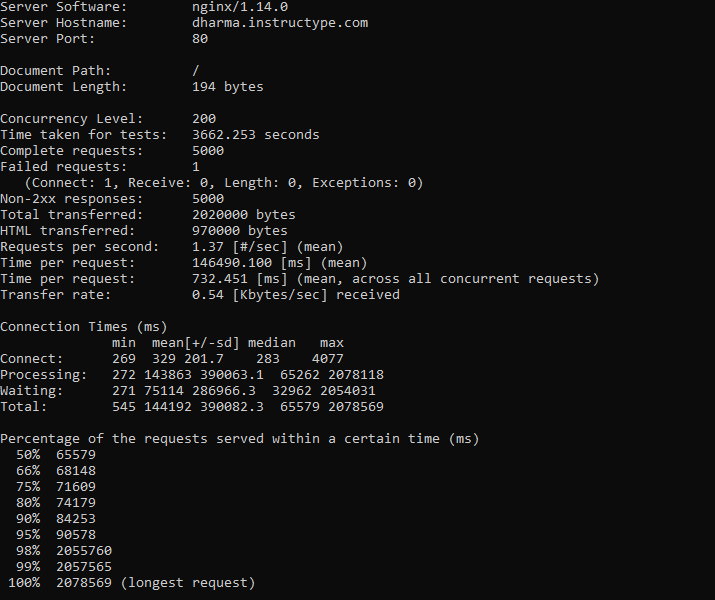 Server Software:        nginx/1.14.0
Server Hostname:        dharma.instructype.com
Server Port:            80

Document Path:          /
Document Length:        194 bytes

Concurrency Level:      200
Time taken for tests:   3662.253 seconds
Complete requests:      5000
Failed requests:        1
   (Connect: 1, Receive: 0, Length: 0, Exceptions: 0)
Non-2xx responses:      5000
Total transferred:      2020000 bytes
HTML transferred:       970000 bytes
Requests per second:    1.37 [#/sec] (mean)
Time per request:       146490.100 [ms] (mean)
Time per request:       732.451 [ms] (mean, across all concurrent requests)
Transfer rate:          0.54 [Kbytes/sec] received

Connection Times (ms)
              min  mean[+/-sd] median   max
Connect:      269  329 201.7    283    4077
Processing:   272 143863 390063.1  65262 2078118
Waiting:      271 75114 286966.3  32962 2054031
Total:        545 144192 390082.3  65579 2078569

Percentage of the requests served within a certain time (ms)
  50%  65579
  66%  68148
  75%  71609
  80%  74179
  90%  84253
  95%  90578
  98%  2055760
  99%  2057565
 100%  2078569 (longest request)